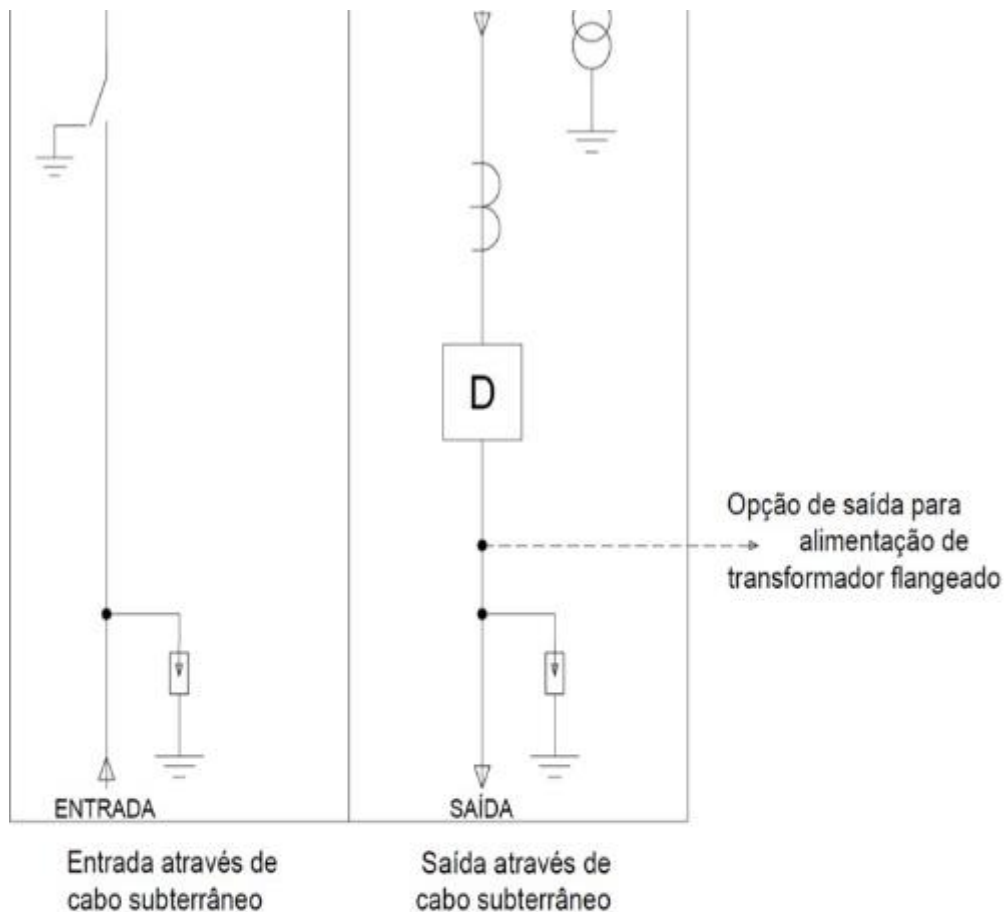 D
Opção de saída para
alimentação de
transformador flangeado
ENTRADA
SAÍDA
Entrada através de
cabo subterrâneo
Saída através de
cabo subterrâneo